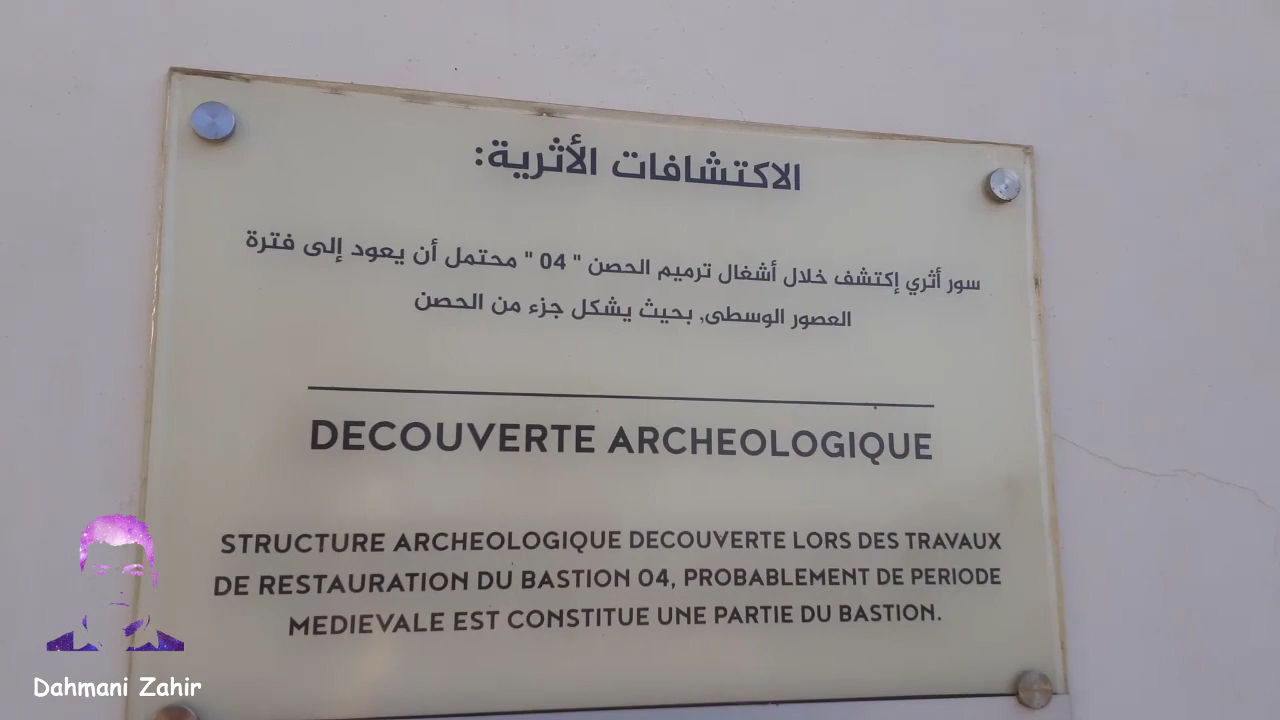 الاكتشافات الأثرية:
سور أثري إكتشف خلال أشغال ترميم الحصن " 04 " محتمل أن يعود إلى فترة
العصور الوسطى, بحيث يشكل جزء من الحصن
DECOUVERTE ARCHEOLOGIQUE
STRUCTURE ARCHEOLOGIQUE DECOUVERTE LORS DES TRAVAUX
DE RESTAURATION DU BASTION 04, PROBABLEMENT DE PERIODE
MEDIEVALE EST CONSTITUE UNE PARTIE DU BASTION.
Dahmani Zahir